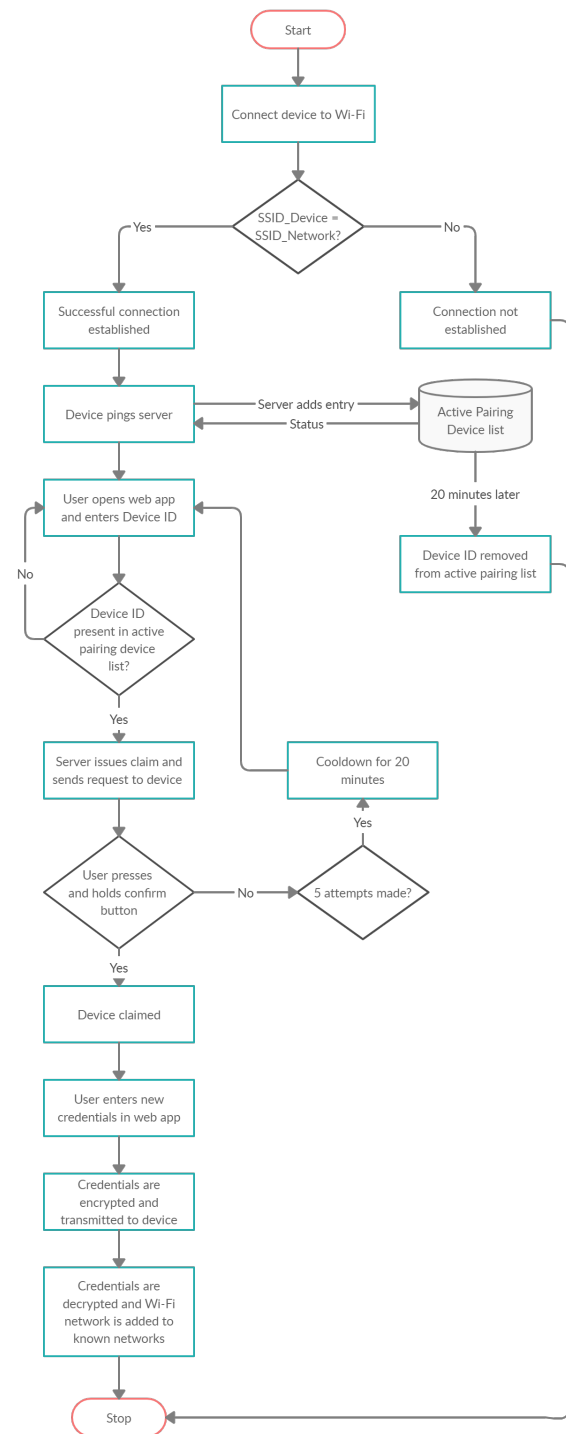 Start
Connect device to Wi-Fi
SSID_Device =
SSID_Network?
Yes
No
Successful connection
established
Connection not
established
Device pings server
Server adds entry
Status
Active Pairing
Device list
User opens web app
and enters Device ID
20 minutes later
Device ID removed
from active pairing list
No
Device ID
present in active
pairing device
list?
Yes
Server issues claim and
sends request to device
Cooldown for 20
minutes
Yes
User presses
and holds confirm
button
No
5 attempts made?
Yes
Device claimed
User enters new
credentials in web app
Credentials are
encrypted and
transmitted to device
Credentials are
decrypted and Wi-Fi
network is added to
known networks
Stop